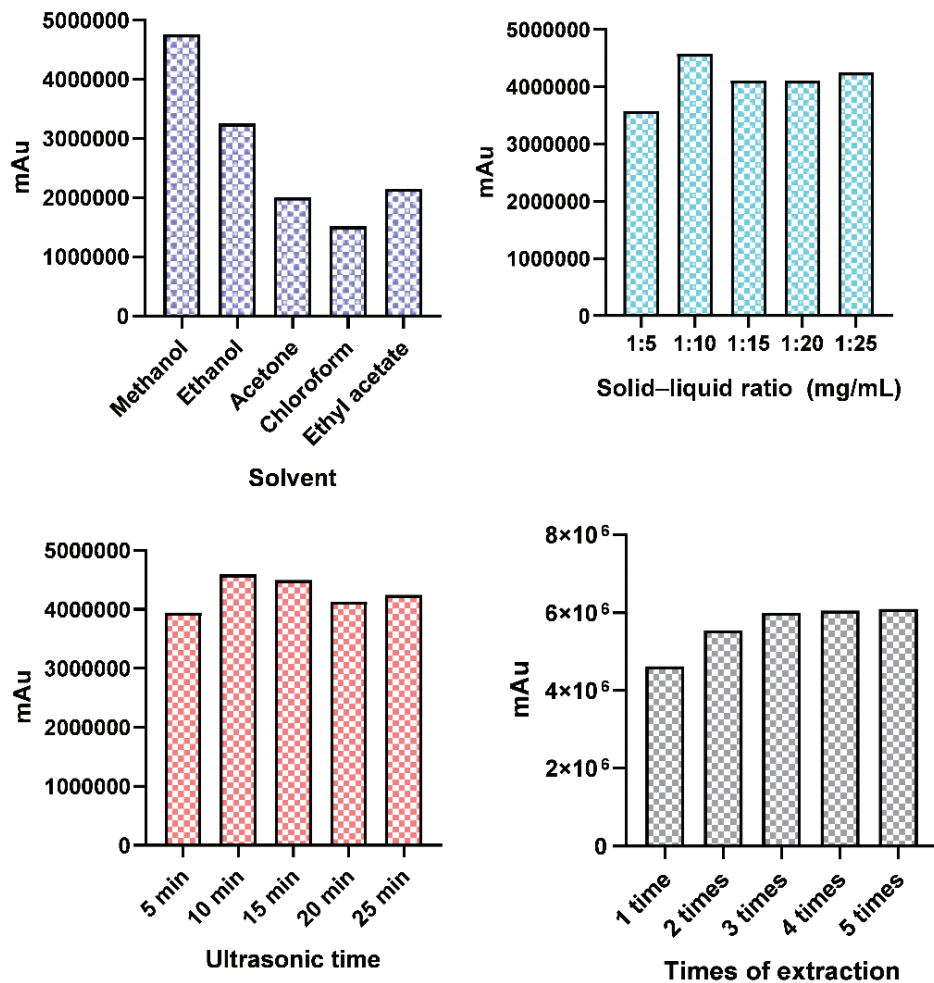 5000000
4000000
3000000
2000000
1000000
0
mAu
Methanol
Ethanol
Acetone
Chloroform
Ethyl acetate
Solvent
5000000
4000000
3000000
2000000
1000000
0
mAu
1:5 1:10 1:15 1:20 1:25
Solid–liquid ratio (mg/mL)
5000000
4000000
3000000
2000000
1000000
0
mAu
5 min
10 min
15 min
20 min
25 min
Ultrasonic time
8×10⁶
6×10⁶
4×10⁶
2×10⁶
0
mAu
1 time
2 times
3 times
4 times
5 times
Times of extraction